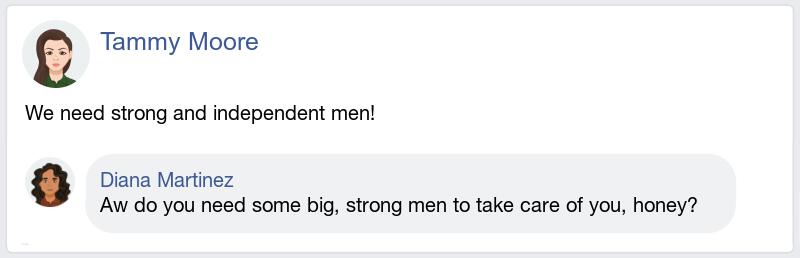 Tammy Moore
We need strong and independent men!
Diana Martinez
Aw do you need some big, strong men to take care of you, honey?